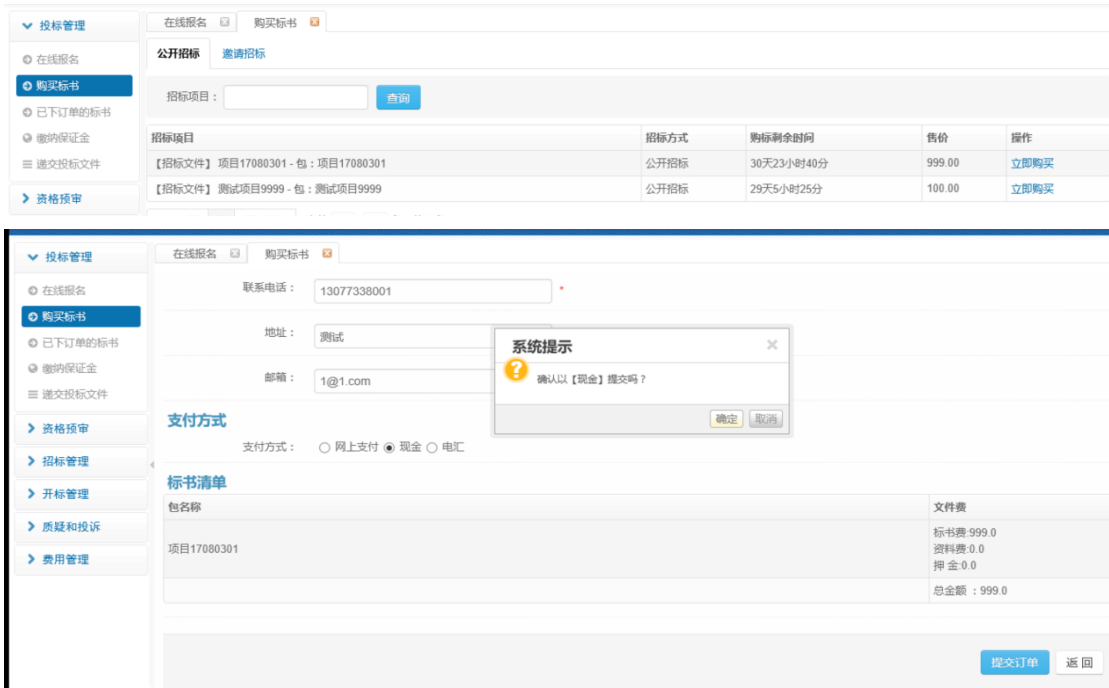 投标管理
在线报名 购买标书
在线报名
公开招标 邀请招标
购买标书
招标项目： 查询
已下订单的标书
缴纳保证金
招标项目 招标方式 购标剩余时间 售价 操作
递交投标文件
【招标文件】 项目17080301 - 包：项目17080301 公开招标 30天23小时40分 999.00 立即购买
【招标文件】 测试项目9999 - 包：测试项目9999 公开招标 29天5小时25分 100.00 立即购买
资格预审
投标管理
在线报名 购买标书
在线报名
联系电话： 13077338001 *
购买标书
地址： 测试
已下订单的标书
系统提示
缴纳保证金
邮箱： 1@1.com
确认以【现金】提交吗？
递交投标文件
确定 取消
资格预审
支付方式
支付方式： 网上支付 现金 电汇
招标管理
标书清单
开标管理
包名称 文件费
质疑和投诉
项目17080301
标书费:999.0
资料费:0.0
押 金:0.0
费用管理
总金额 ：999.0
提交订单 返回